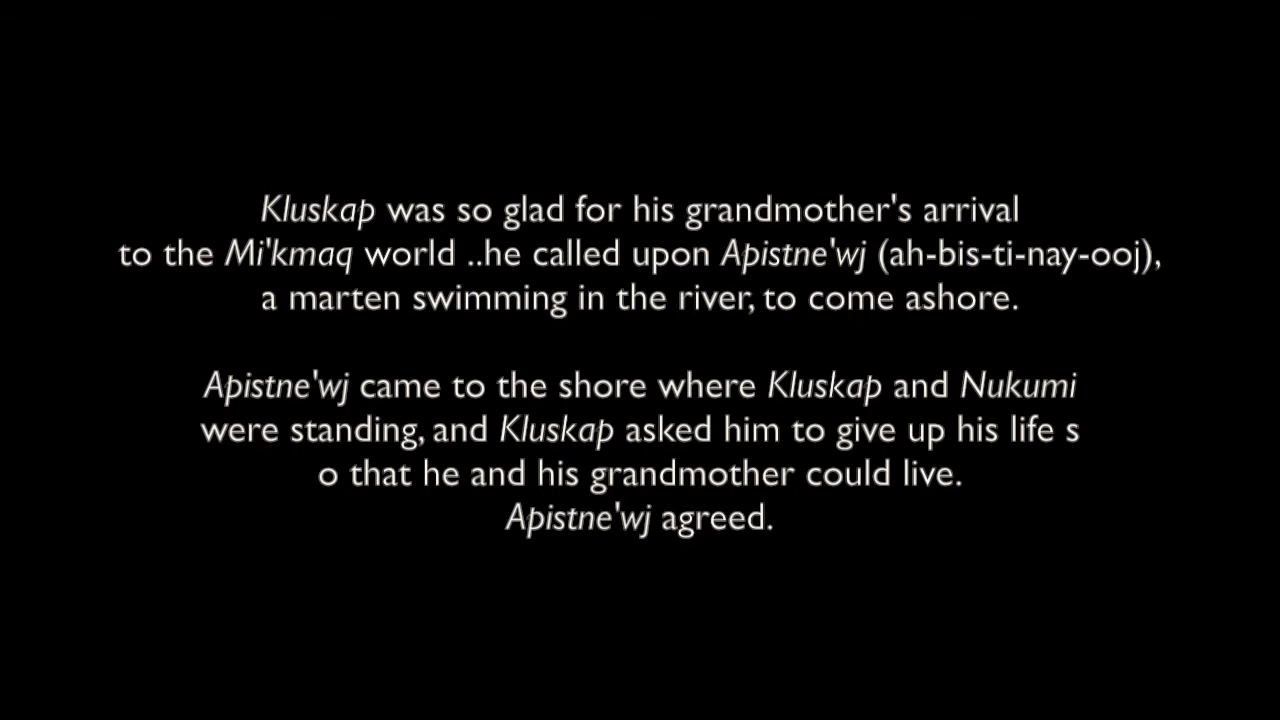 Kluskap was so glad for his grandmother's arrival
to the Mi'kmaq world ..he called upon Apistne'wj (ah-bis-ti-nay-ooj),
a marten swimming in the river, to come ashore.
Apistne'wj came to the shore where Kluskap and Nukumi
were standing, and Kluskap asked him to give up his life s
o that he and his grandmother could live.
Apistne'wj agreed.